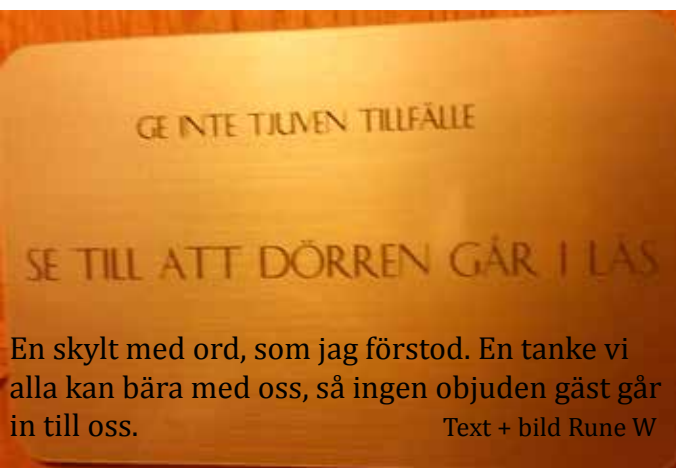 GE INTE TJUVEN TILLFÄLLE
SE TILL ATT DÖRREN GÅR I LÅS
En skylt med ord, som jag förstod. En tanke vi
alla kan bära med oss, så ingen objuden gäst går
in till oss. Text + bild Rune W